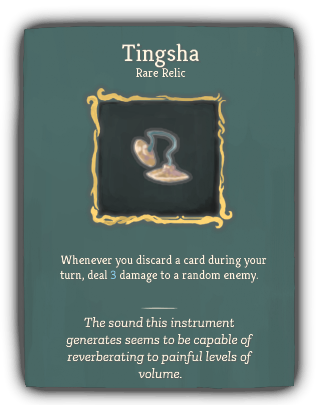 Tingsha
Rare Relic
Whenever you discard a card during your
turn, deal 3 damage to a random enemy.
The sound this instrument
generates seems to be capable of
reverberating to painful levels of
volume.